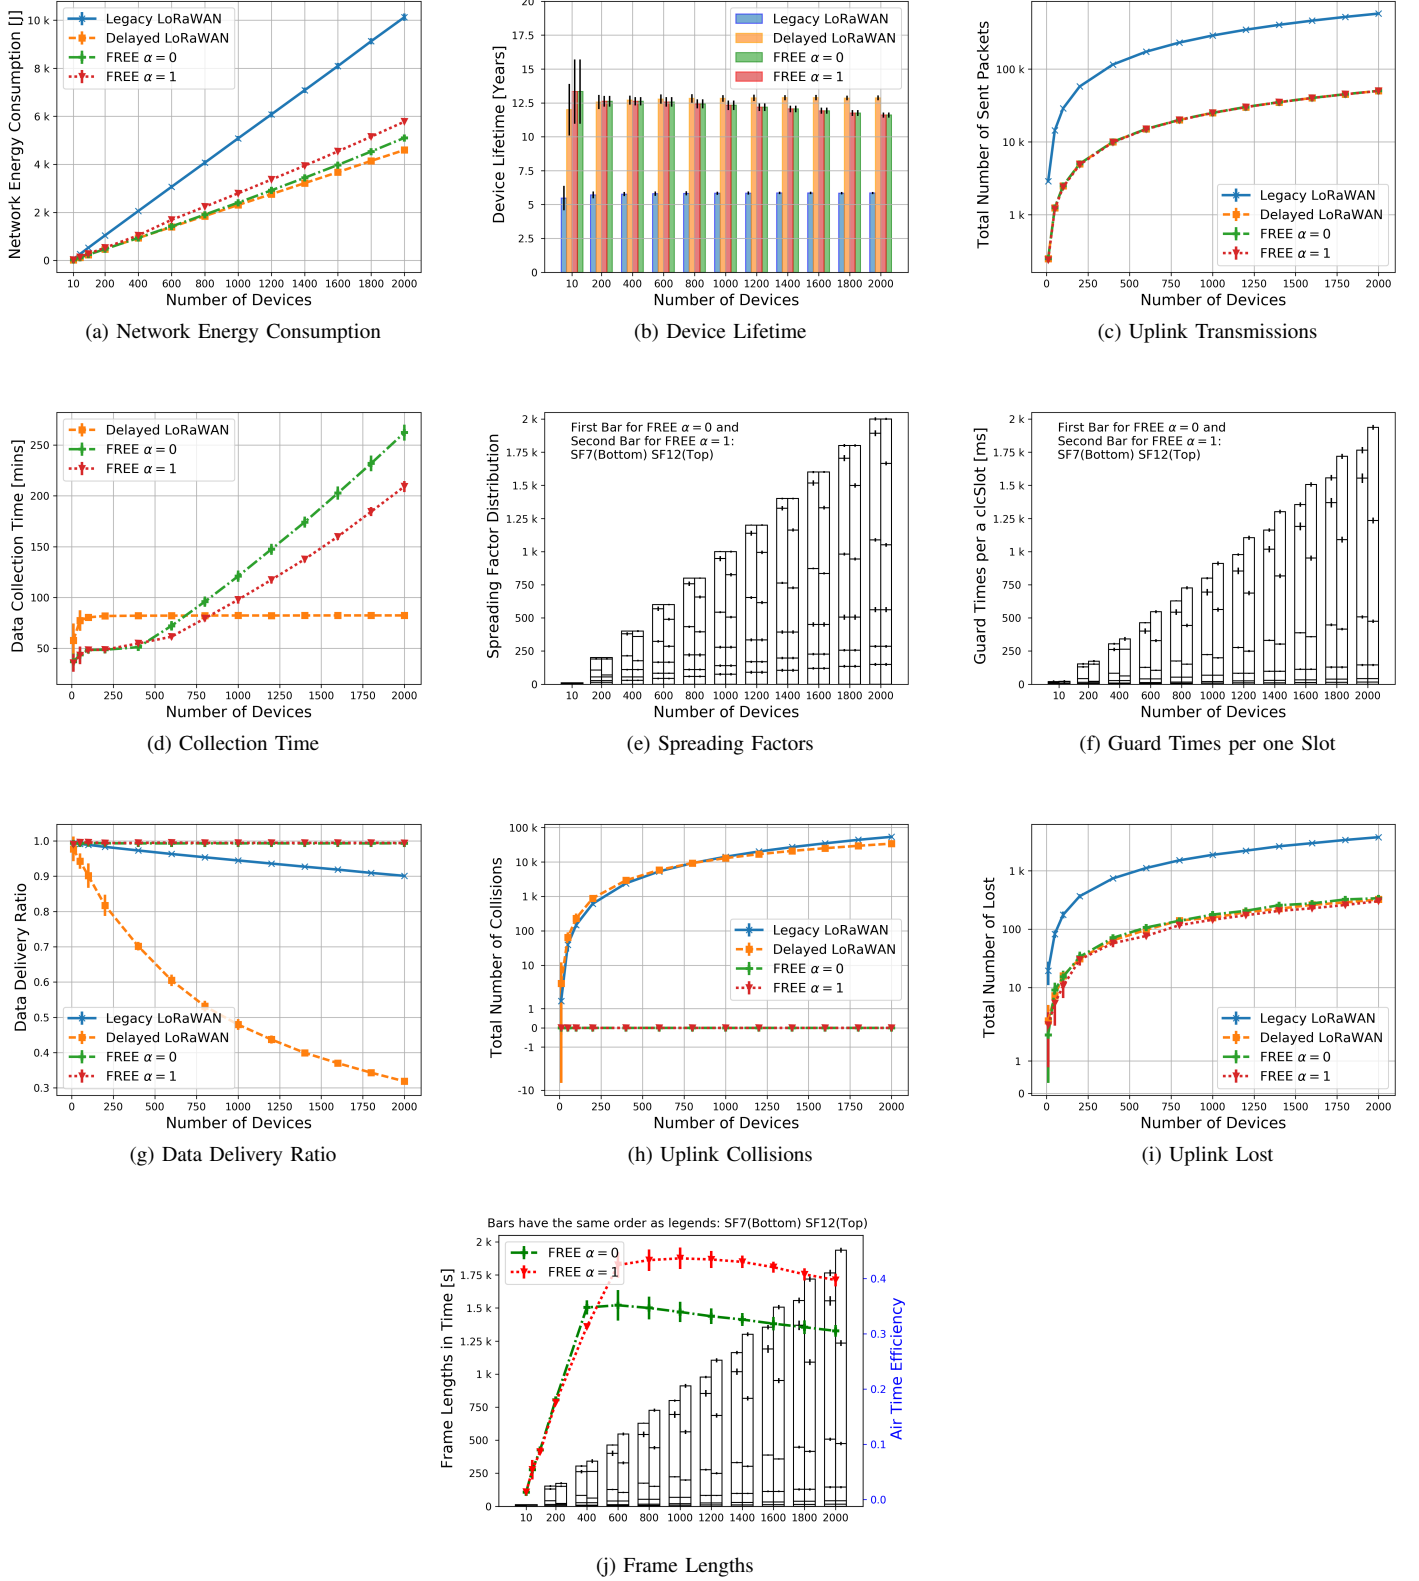 Network Energy Consumption [J]
10 k
8 k
6 k
4 k
2 k
0
Legacy LoRaWAN
Delayed LoRaWAN
FREE α = 0
FREE α = 1
10 200 400 600 800 1000 1200 1400 1600 1800 2000
Number of Devices
(a) Network Energy Consumption
Device Lifetime [Years]
20
17.5
15
12.5
10
7.5
5
2.5
0
Legacy LoRaWAN
Delayed LoRaWAN
FREE α = 0
FREE α = 1
10 200 400 600 800 1000 1200 1400 1600 1800 2000
Number of Devices
(b) Device Lifetime
Total Number of Sent Packets
100 k
10 k
1 k
Legacy LoRaWAN
Delayed LoRaWAN
FREE α = 0
FREE α = 1
0 250 500 750 1000 1250 1500 1750 2000
Number of Devices
(c) Uplink Transmissions
Data Collection Time [mins]
250
200
150
100
50
Delayed LoRaWAN
FREE α = 0
FREE α = 1
0 250 500 750 1000 1250 1500 1750 2000
Number of Devices
(d) Collection Time
Spreading Factor Distribution
2 k
1.75 k
1.5 k
1.25 k
1 k
750
500
250
0
First Bar for FREE α = 0 and
Second Bar for FREE α = 1:
SF7(Bottom) SF12(Top)
10 200 400 600 800 1000 1200 1400 1600 1800 2000
Number of Devices
(e) Spreading Factors
Guard Times per a clcSlot [ms]
2 k
1.75 k
1.5 k
1.25 k
1 k
750
500
250
0
First Bar for FREE α = 0 and
Second Bar for FREE α = 1:
SF7(Bottom) SF12(Top)
10 200 400 600 800 1000 1200 1400 1600 1800 2000
Number of Devices
(f) Guard Times per one Slot
Data Delivery Ratio
1.0
0.9
0.8
0.7
0.6
0.5
0.4
0.3
Legacy LoRaWAN
Delayed LoRaWAN
FREE α = 0
FREE α = 1
0 250 500 750 1000 1250 1500 1750 2000
Number of Devices
(g) Data Delivery Ratio
Total Number of Collisions
100 k
10 k
1 k
100
10
1
0
-1
-10
Legacy LoRaWAN
Delayed LoRaWAN
FREE α = 0
FREE α = 1
0 250 500 750 1000 1250 1500 1750 2000
Number of Devices
(h) Uplink Collisions
Total Number of Lost
1 k
100
10
1
0
Legacy LoRaWAN
Delayed LoRaWAN
FREE α = 0
FREE α = 1
0 250 500 750 1000 1250 1500 1750 2000
Number of Devices
(i) Uplink Lost
Bars have the same order as legends: SF7(Bottom) SF12(Top)
Frame Lengths in Time [s]
2 k
1.75 k
1.5 k
1.25 k
1 k
750
500
250
0
FREE α = 0
FREE α = 1
0.4
0.3
0.2
0.1
0.0
Air Time Efficiency
10 200 400 600 800 1000 1200 1400 1600 1800 2000
Number of Devices
(j) Frame Lengths